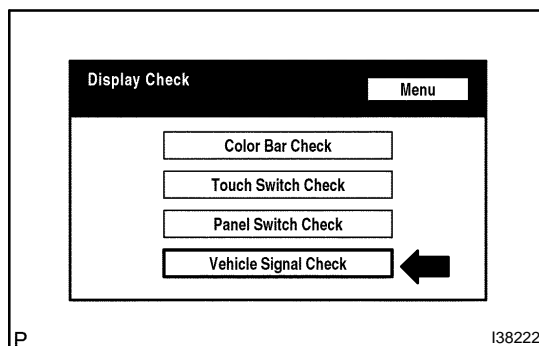 Display Check
Menu
Color Bar Check
Touch Switch Check
Panel Switch Check
Vehicle Signal Check
P
I38222